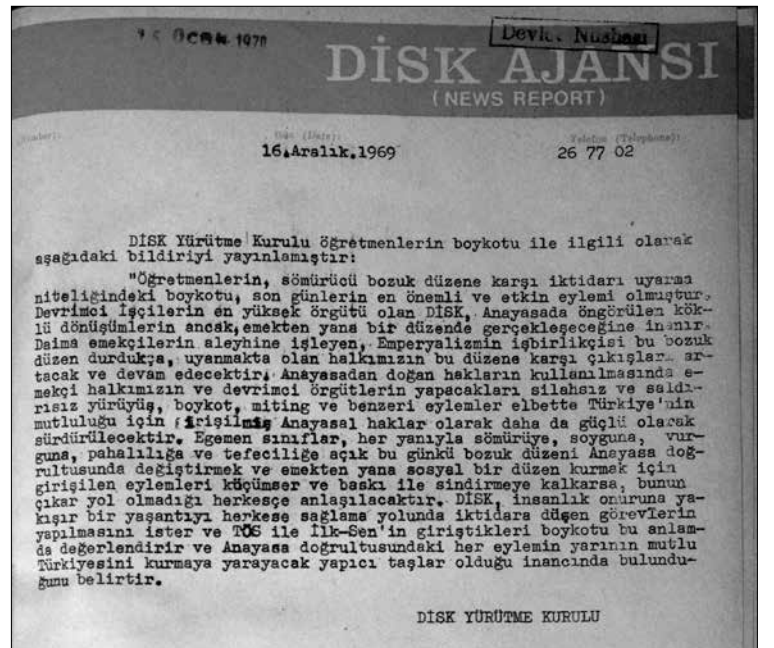 Ocak 1970
Devlet Nüshası
DİSK AJANSI
(NEWS REPORT)
(Date): (Telephone):
16.Aralık.1969 26 77 02
DİSK Yürütme Kurulu öğretmenlerin boykotu ile ilgili olarak
aşağıdaki bildiriyi yayınlamıştır:
"Öğretmenlerin, sömürücü bozuk düzene karşı iktidarı uyarma
niteliğindeki boykotu, son günlerin en önemli ve etkin eylemi olmuştur.
Devrimci İşçilerin en yüksek örgütü olan DİSK, Anayasada öngörülen kök-
lü dönüşümlerin ancak,emekten yana bir düzende gerçekleşeceğine inanır.
Daima emekçilerin aleyhine işleyen, Emperyalizmin işbirlikçisi bu bozuk
düzen durdukça, uyanmakta olan halkımızın bu düzene karşı çıkışları ar-
tacak ve devam edecektir. Anayasadan doğan hakların kullanılmasında e-
mekçi halkımızın ve devrimci örgütlerin yapacakları silahsız ve saldı-
rısız yürüyüş, boykot, miting ve benzeri eylemler elbette Türkiye'nin
mutluluğu için girişilmiş Anayasal haklar olarak daha da güçlü olarak
sürdürülecektir. Egemen sınıflar, her yanıyla sömürüye, soyguna, vur-
guna, pahalılığa ve tefeciliğe açık bu günkü bozuk düzeni Anayasa doğ-
rultusunda değiştirmek ve emekten yana sosyal bir düzen kurmak için
girişilen eylemleri küçümser ve baskı ile sindirmeye kalkarsa, bunun
çıkar yol olmadığı herkesçe anlaşılacaktır. DİSK, insanlık onuruna ya-
kışır bir yaşantıyı herkese sağlama yolunda iktidara düşen görevlerin
yapılmasını ister ve TÖS ile İlk-Sen'in giriştikleri boykotu bu anlam-
da değerlendirir ve Anayasa doğrultusundaki her eylemin yarının mutlu
Türkiyesini kurmaya yarayacak yapıcı taşlar olduğu inancında bulundu-
ğunu belirtir.
DİSK YÜRÜTME KURULU